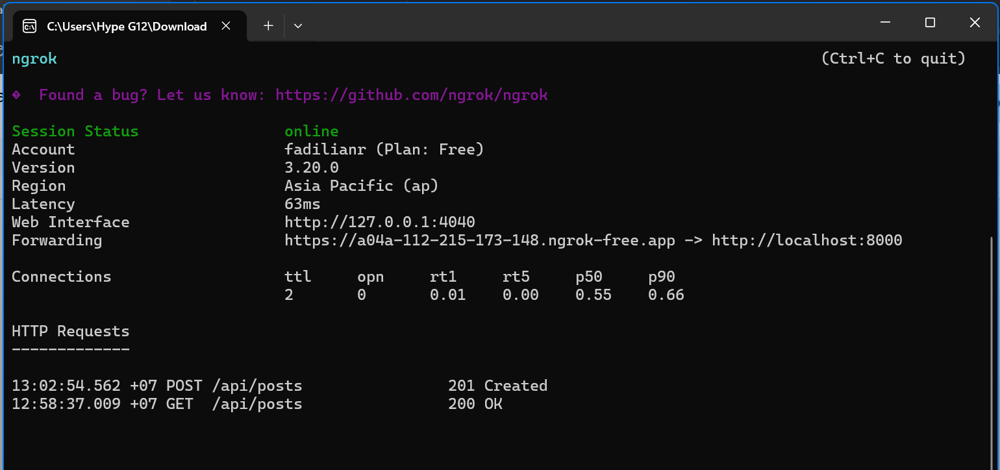 C:\Users\Hype G12\Download
ngrok (Ctrl+C to quit)
� Found a bug? Let us know: https://github.com/ngrok/ngrok
Session Status online
Account fadilianr (Plan: Free)
Version 3.20.0
Region Asia Pacific (ap)
Latency 63ms
Web Interface http://127.0.0.1:4040
Forwarding https://a04a-112-215-173-148.ngrok-free.app -> http://localhost:8000
Connections ttl opn rt1 rt5 p50 p90
2 0 0.01 0.00 0.55 0.66
HTTP Requests
-------------
13:02:54.562 +07 POST /api/posts 201 Created
12:58:37.009 +07 GET /api/posts 200 OK